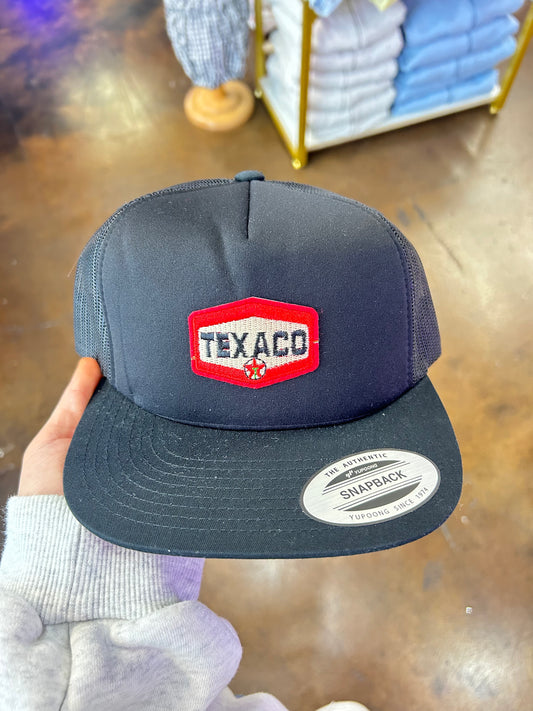 TEXACO
THE AUTHENTIC
YUPOONG
SNAPBACK
YUPOONG SINCE 1974